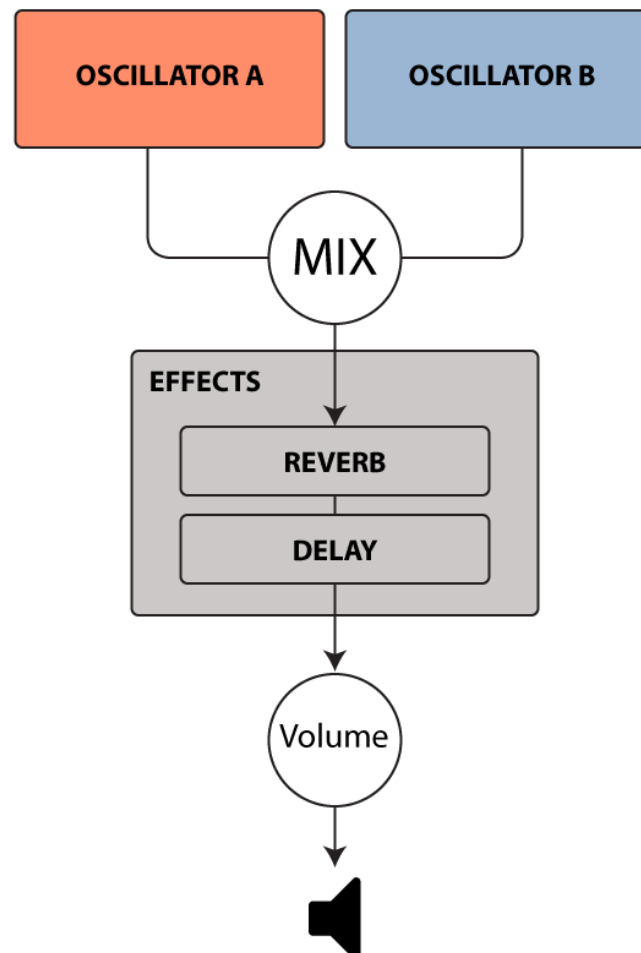 OSCILLATOR A
OSCILLATOR B
MIX
EFFECTS
REVERB
DELAY
Volume